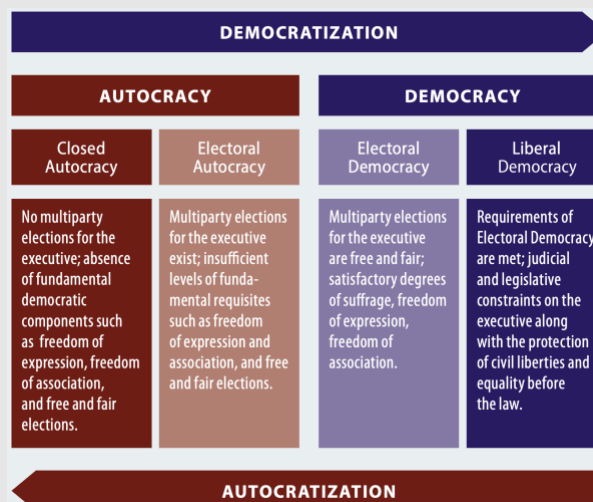 DEMOCRATIZATION
AUTOCRACY
DEMOCRACY
Closed
Autocracy
Electoral
Autocracy
Electoral
Democracy
Liberal
Democracy
No multiparty
elections for the
executive; absence
of fundamental
democratic
components such
as freedom of
expression, freedom
of association,
and free and fair
elections.
Multiparty elections
for the executive
exist; insufficient
levels of funda-
mental requisites
such as freedom
of expression and
association, and free
and fair elections.
Multiparty elections
for the executive
are free and fair;
satisfactory degrees
of suffrage, freedom
of expression,
freedom of
association.
Requirements of
Electoral Democracy
are met; judicial
and legislative
constraints on the
executive along
with the protection
of civil liberties and
equality before
the law.
AUTOCRATIZATION